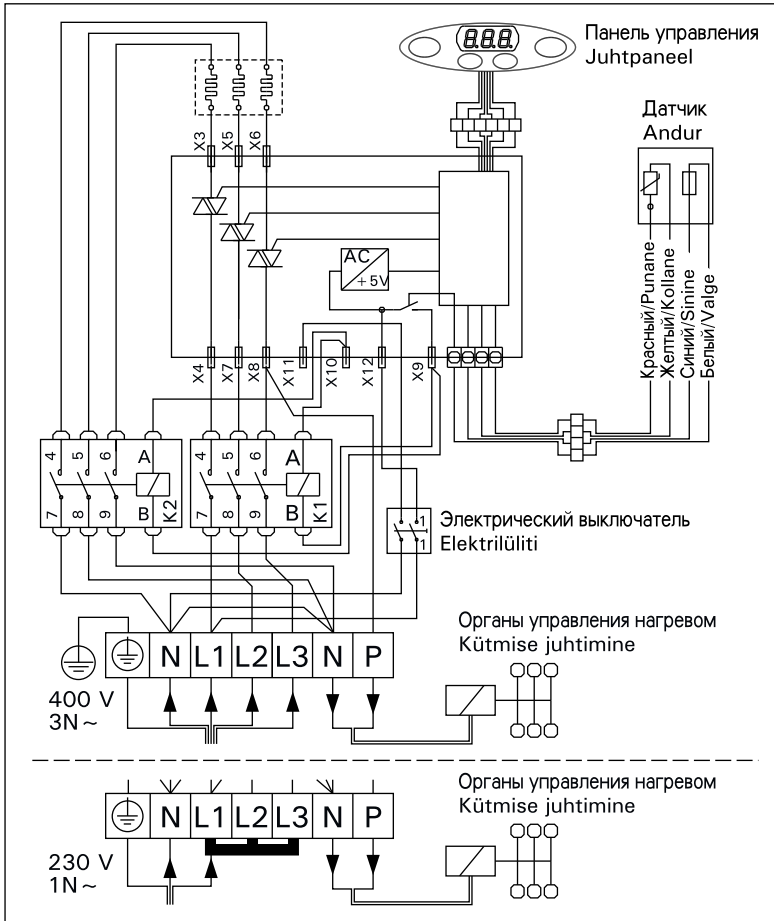 Панель управления
Juhtpaneel
8.8.8.
Датчик
Andur
X3
X5
X6
AC
+5V
Красный/Punane
Желтый/Kollane
Синий/Sinine
Белый/Valge
X4
X7
X8
X11
X10
X12
X9
4
5
6
A
7
8
9
B
K2
4
5
6
A
7
8
9
B
K1
1
1
Электрический выключатель
Elektrilüliti
N L1 L2 L3 N P
400 V
3N~
Органы управления нагревом
Kütmise juhtimine
N L1 L2 L3 N P
230 V
1N~
Органы управления нагревом
Kütmise juhtimine